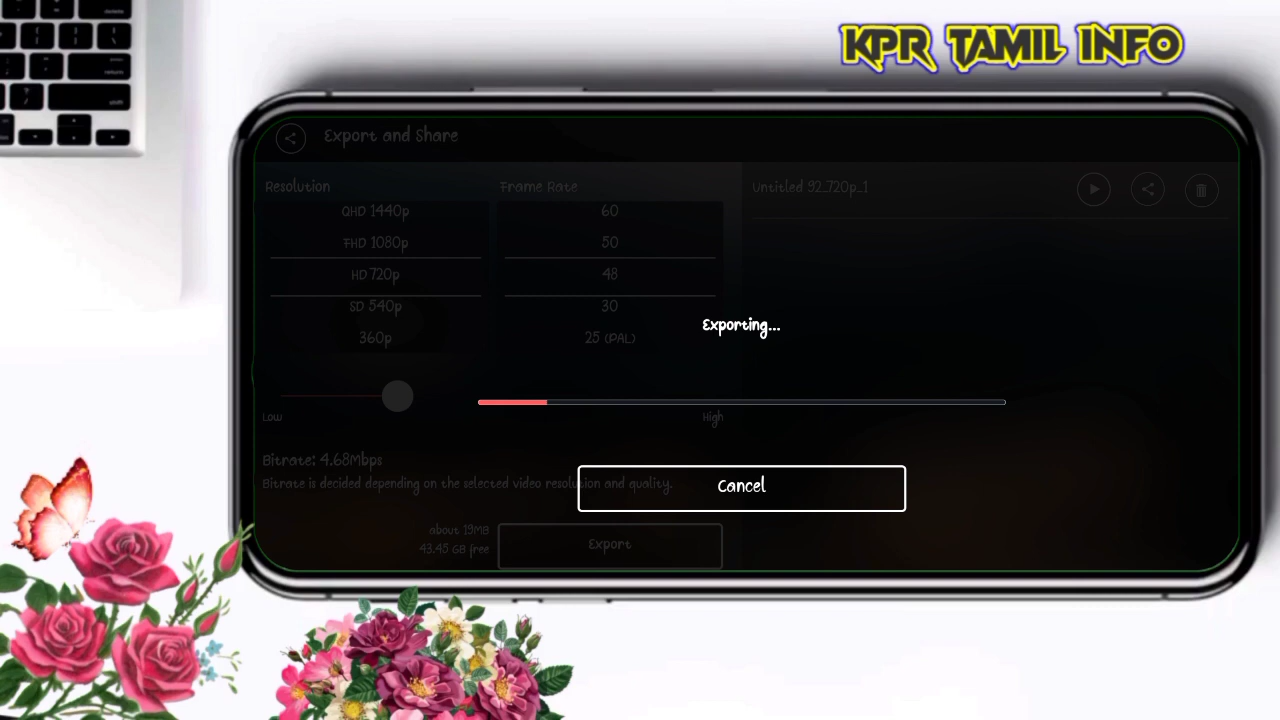 KPR TAMIL INFO
Export and Share
Resolution
Frame Rate
Untitled 92_720p_1
QHD 1440p
60
FHD 1080p
50
HD 720p
48
SD 540p
30
Exporting...
360p
25 (PAL)
Low
High
Bitrate: 4.68Mbps
Bitrate is decided depending on the selected video resolution and quality.
Cancel
about 19MB
43.45 GB free
Export